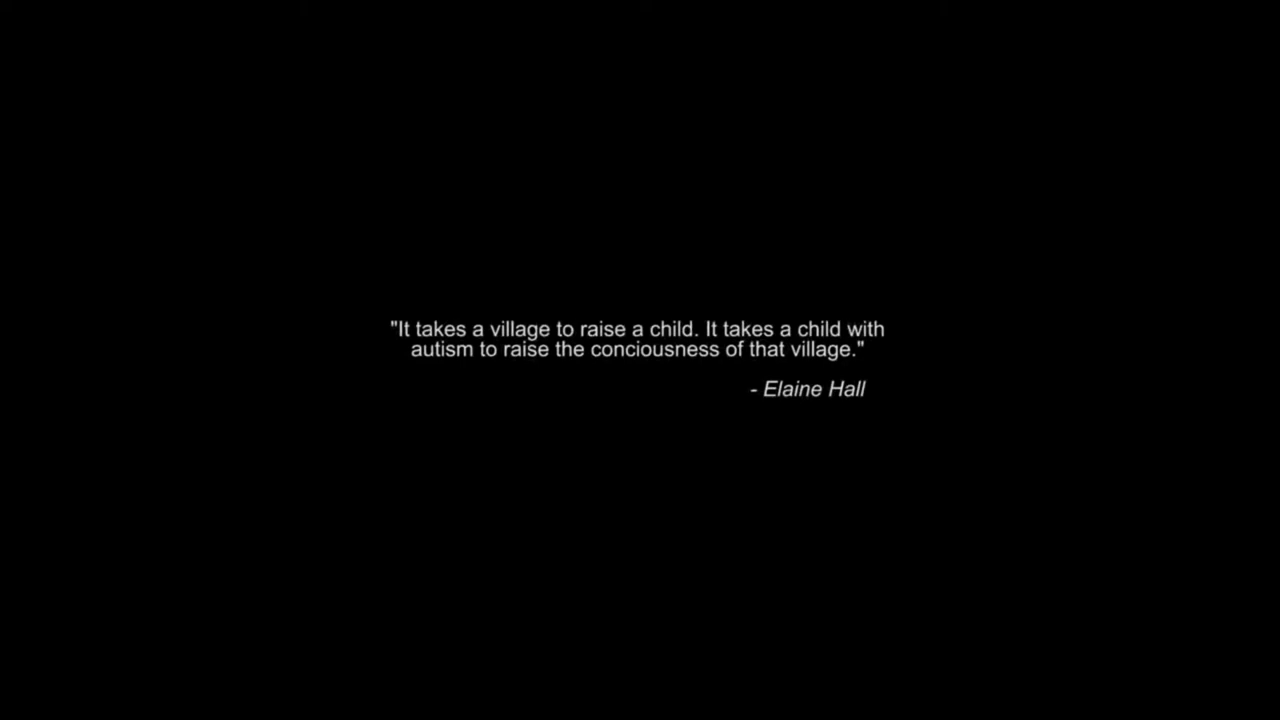 "It takes a village to raise a child. It takes a child with
autism to raise the conciousness of that village."
- Elaine Hall